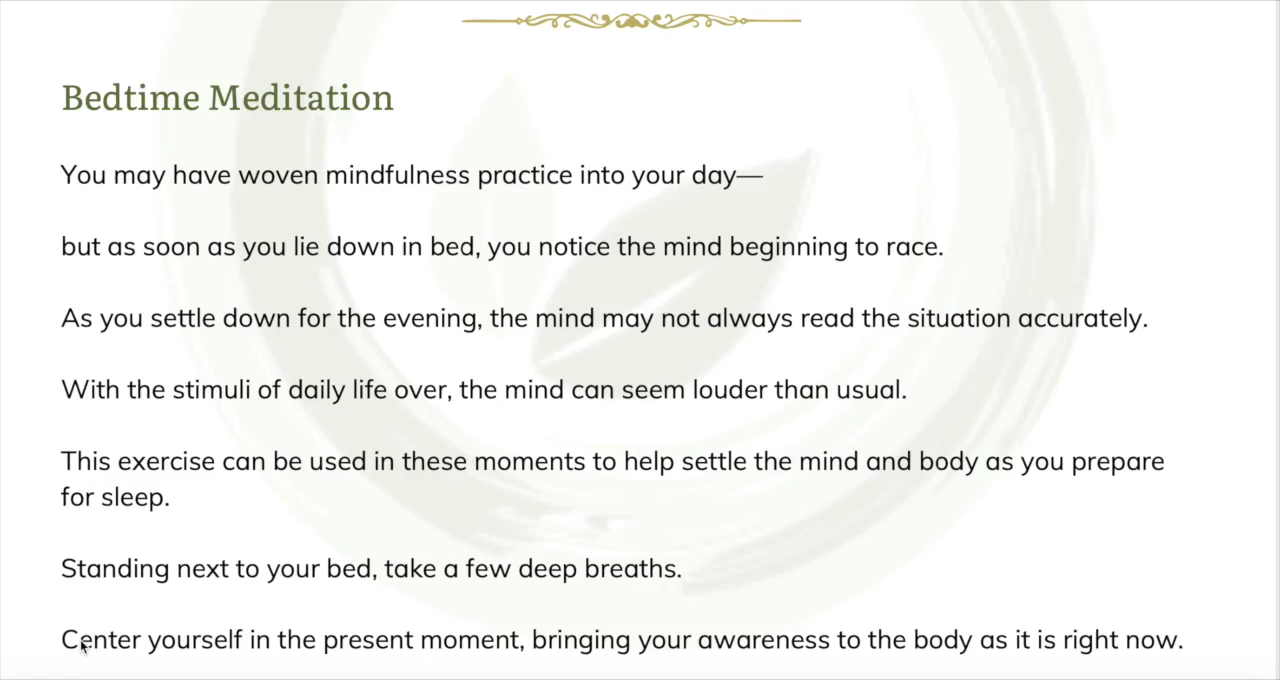 Bedtime Meditation
You may have woven mindfulness practice into your day—
but as soon as you lie down in bed, you notice the mind beginning to race.
As you settle down for the evening, the mind may not always read the situation accurately.
With the stimuli of daily life over, the mind can seem louder than usual.
This exercise can be used in these moments to help settle the mind and body as you prepare
for sleep.
Standing next to your bed, take a few deep breaths.
Center yourself in the present moment, bringing your awareness to the body as it is right now.